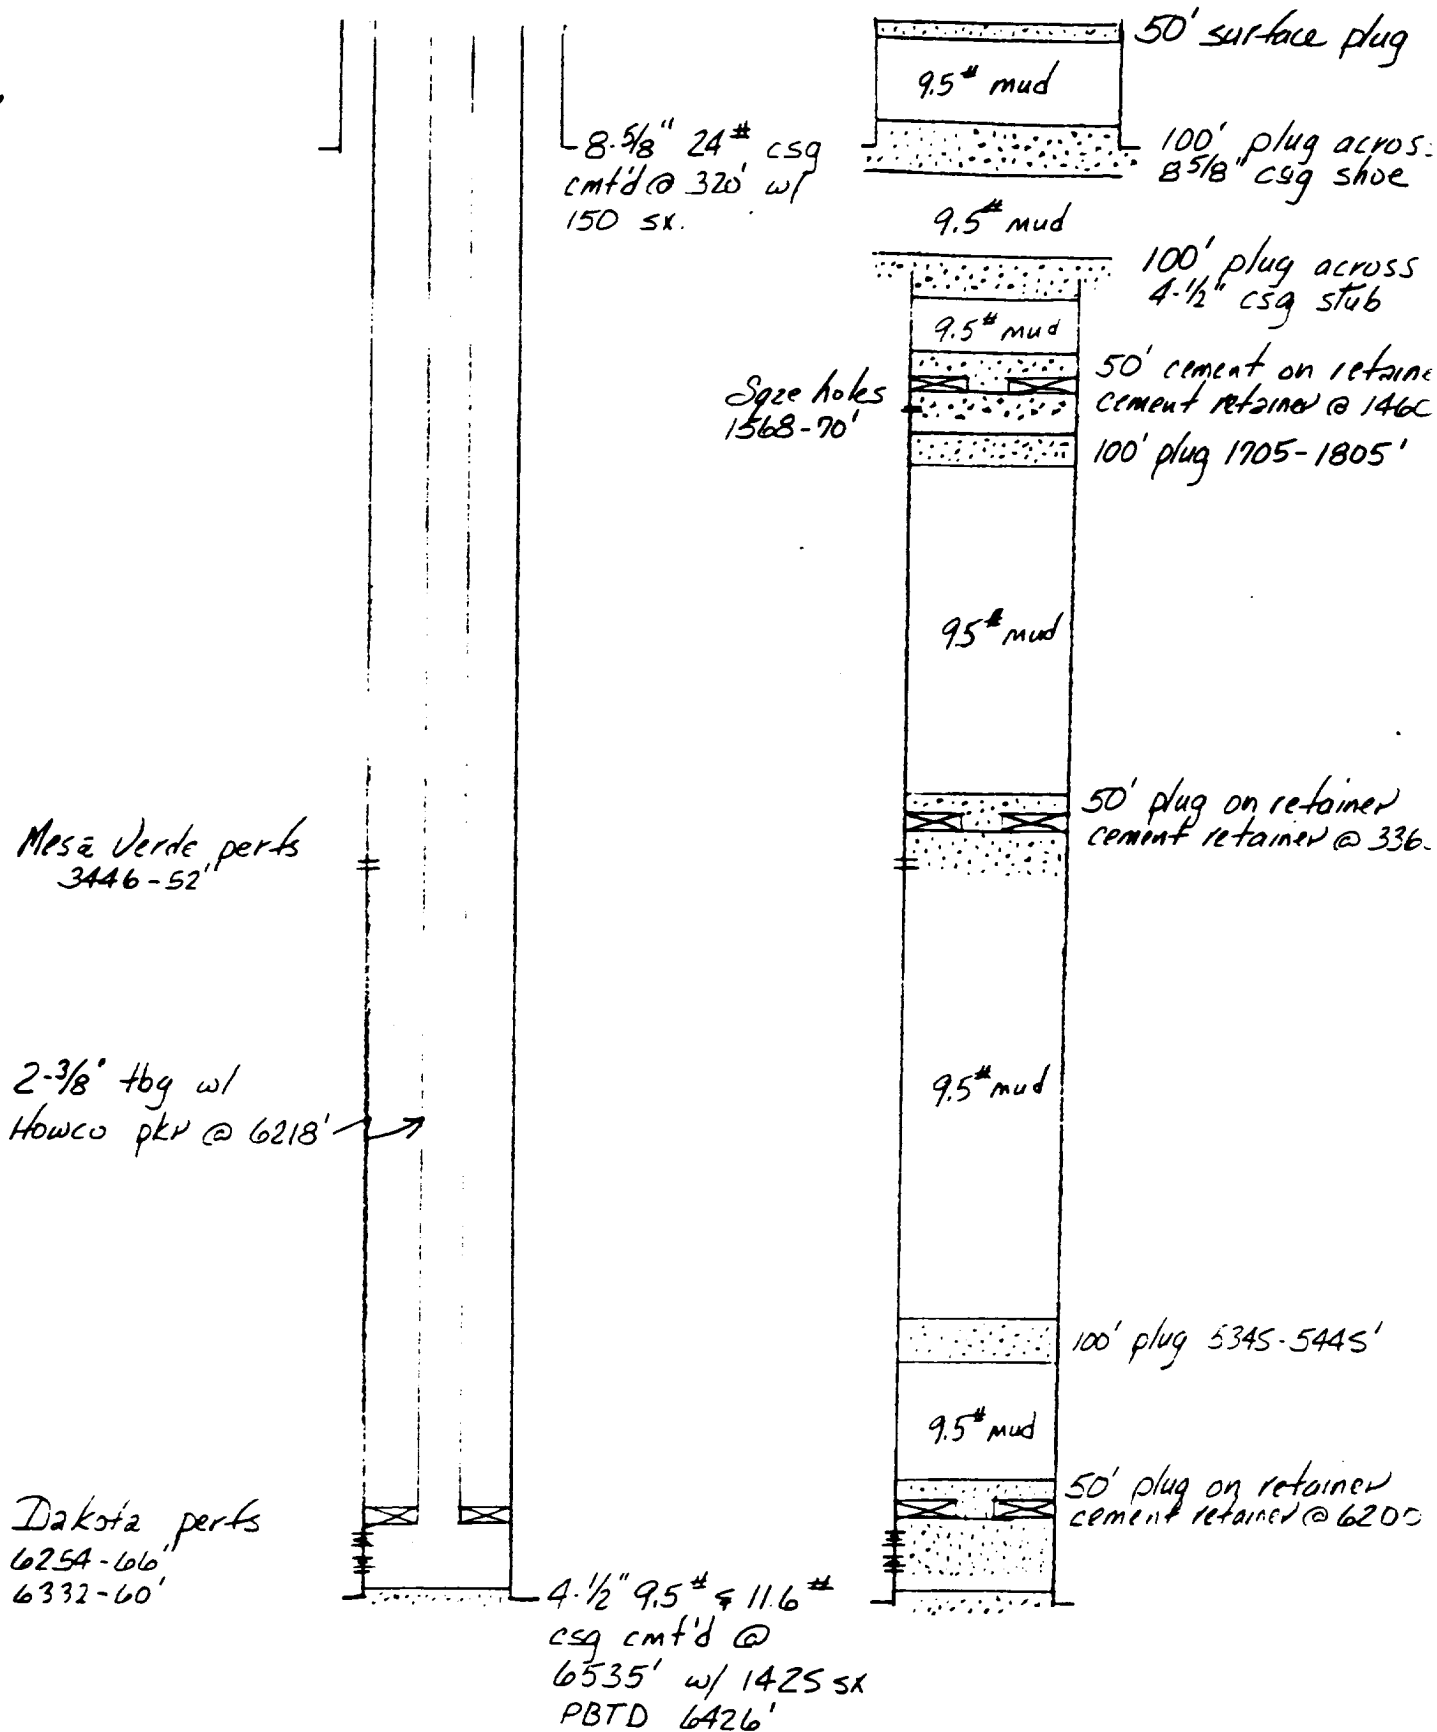 8-5/8" 24# csg
cmt'd @ 320' w/
150 sx.
Mesa Verde perfs
3446-52'
2-3/8" tbg w/
Howco pkr @ 6218'
Dakota perfs
6254-66'
6332-60'
4-1/2" 9.5# & 11.6#
csg cmt'd @
6535' w/ 1425 sx
PBTD 6426'
50' surface plug
9.5# mud
100' plug acros
8 5/8" csg shoe
9.5# mud
100' plug across
4-1/2" csg stub
9.5# mud
50' cement on retaine
cement retainer @ 146
Sqze holes
1568-70'
100' plug 1705-1805'
9.5# mud
50' plug on retainer
cement retainer @ 336
9.5# mud
100' plug 5345-5445'
9.5# mud
50' plug on retainer
cement retainer @ 620